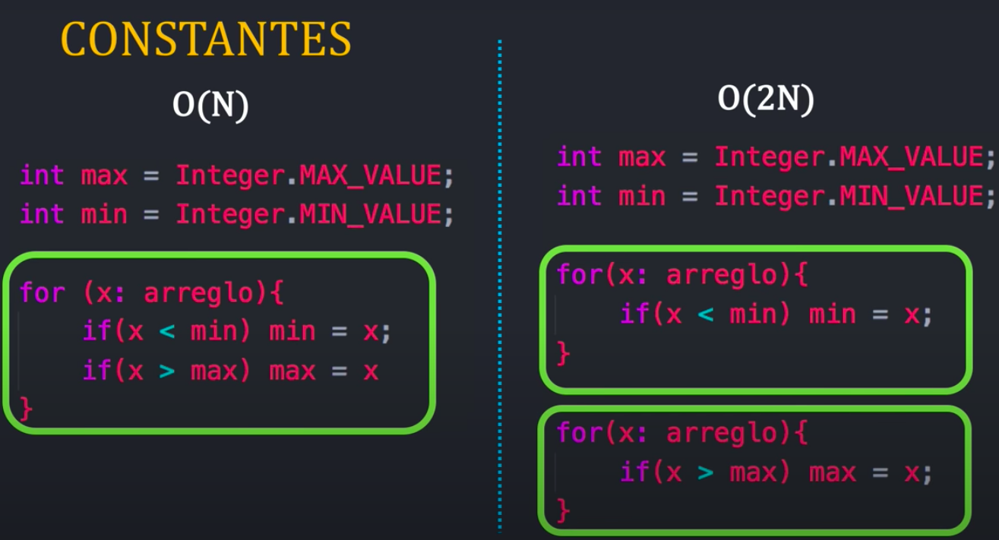 CONSTANTES
O(N)
int max = Integer.MAX_VALUE;
int min = Integer.MIN_VALUE;
for (x: arreglo){
    if(x < min) min = x;
    if(x > max) max = x
}
O(2N)
int max = Integer.MAX_VALUE;
int min = Integer.MIN_VALUE;
for(x: arreglo){
    if(x < min) min = x;
}
for(x: arreglo){
    if(x > max) max = x;
}